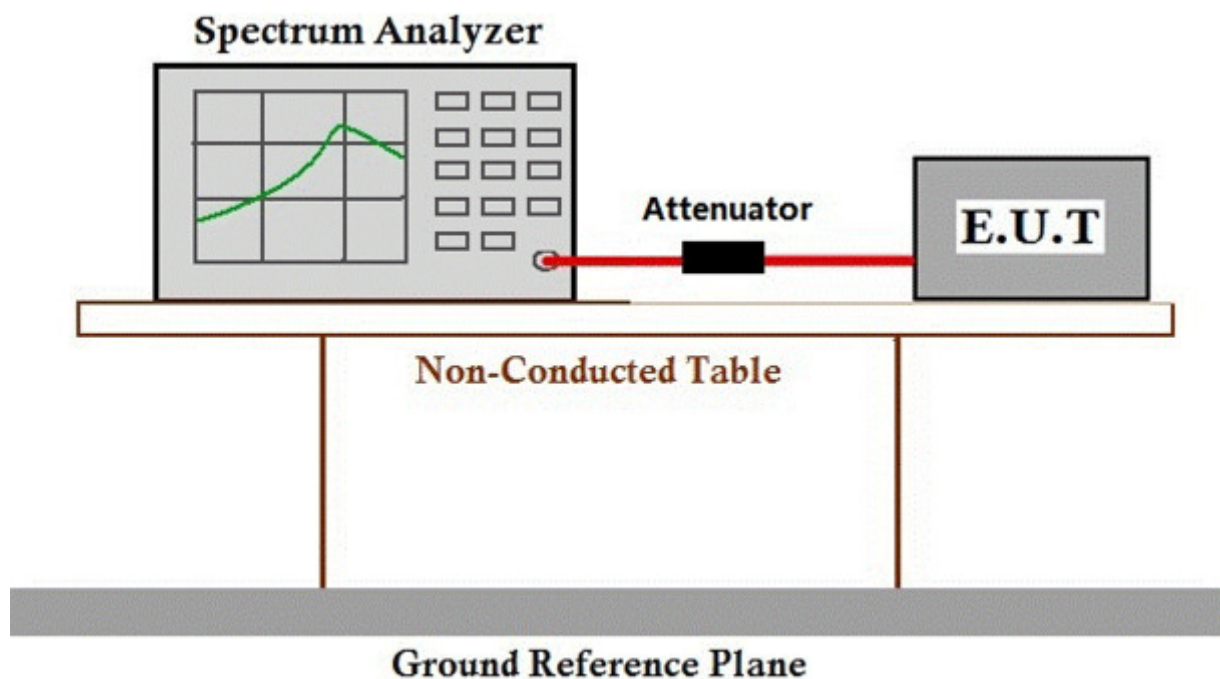 Spectrum Analyzer
Attenuator
E.U.T
Non-Conducted Table
Ground Reference Plane